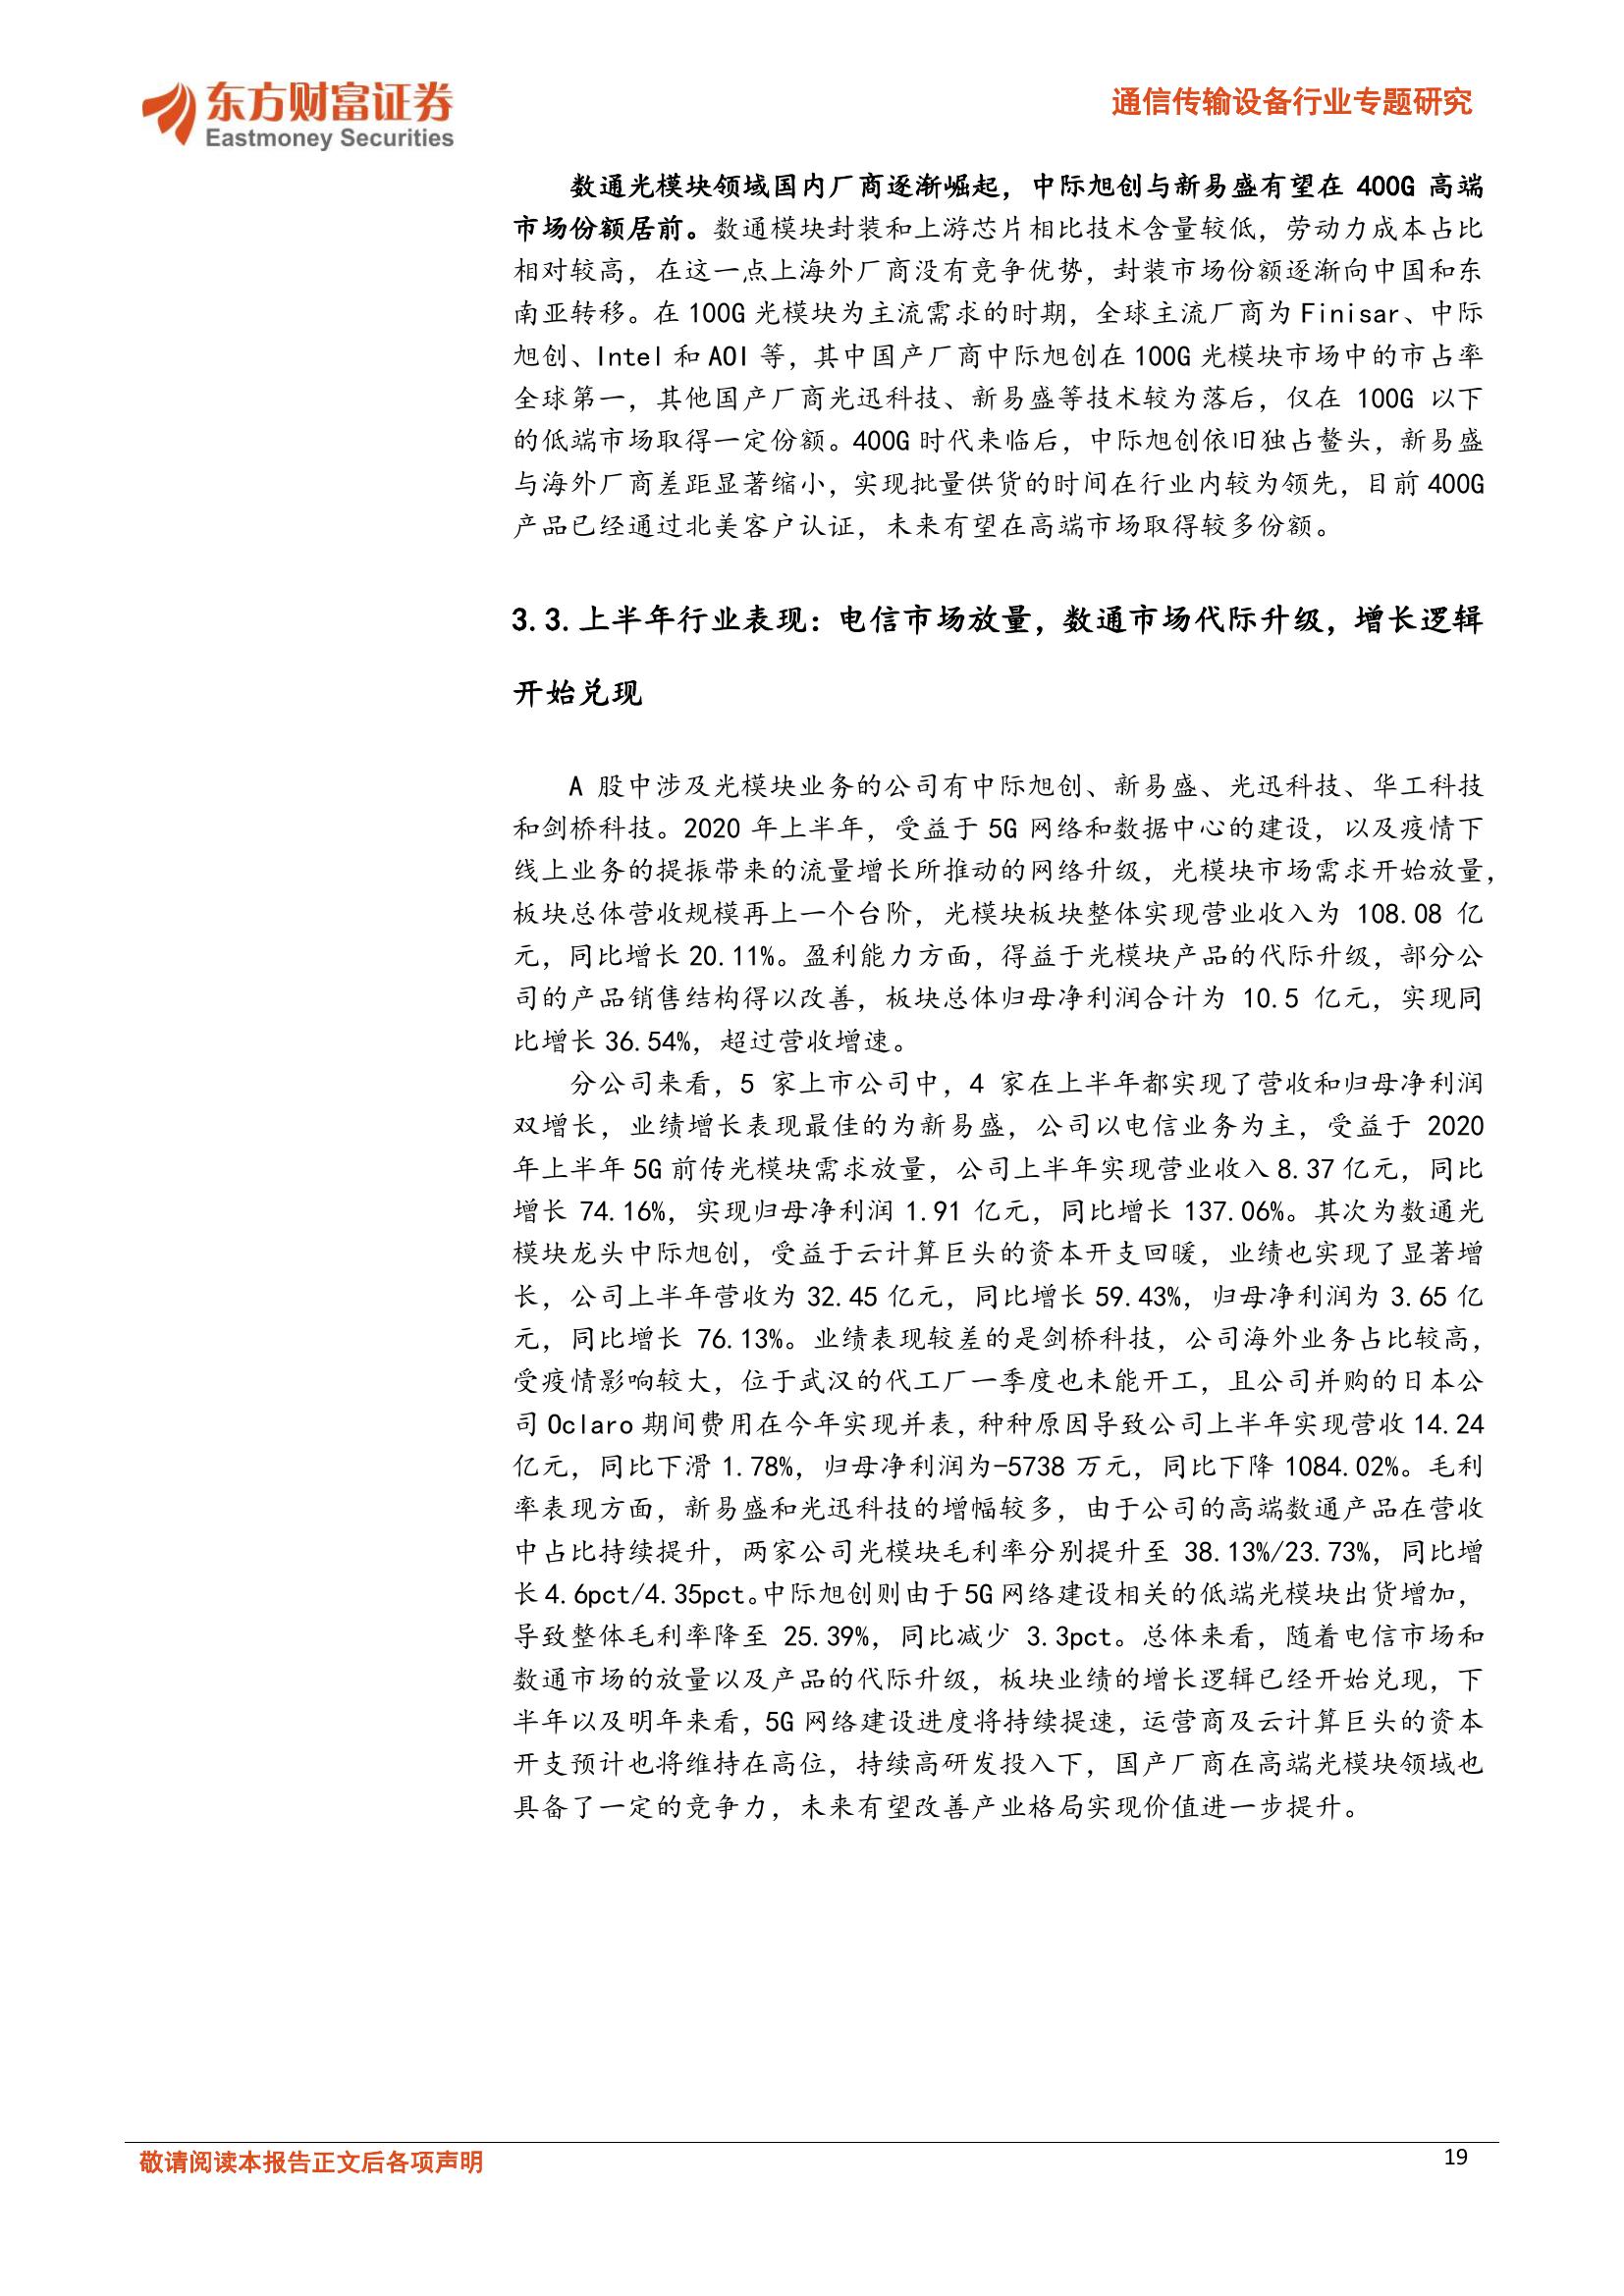 东方财富证券
Eastmoney Securities
通信传输设备行业专题研究
数通光模块领域国内厂商逐渐崛起，中际旭创与新易盛有望在 400G 高端
市场份额居前。数通模块封装和上游芯片相比技术含量较低，劳动力成本占比
相对较高，在这一点上海外厂商没有竞争优势，封装市场份额逐渐向中国和东
南亚转移。在 100G 光模块为主流需求的时期，全球主流厂商为 Finisar、中际
旭创、Intel 和 AOI 等，其中国产厂商中际旭创在 100G 光模块市场中的市占率
全球第一，其他国产厂商光迅科技、新易盛等技术较为落后，仅在 100G 以下
的低端市场取得一定份额。400G 时代来临后，中际旭创依旧独占鳌头，新易盛
与海外厂商差距显著缩小，实现批量供货的时间在行业内较为领先，目前 400G
产品已经通过北美客户认证，未来有望在高端市场取得较多份额。
3.3.上半年行业表现：电信市场放量，数通市场代际升级，增长逻辑
开始兑现
A 股中涉及光模块业务的公司有中际旭创、新易盛、光迅科技、华工科技
和剑桥科技。2020 年上半年，受益于 5G 网络和数据中心的建设，以及疫情下
线上业务的提振带来的流量增长所推动的网络升级，光模块市场需求开始放量，
板块总体营收规模再上一个台阶，光模块板块整体实现营业收入为 108.08 亿
元，同比增长 20.11%。盈利能力方面，得益于光模块产品的代际升级，部分公
司的产品销售结构得以改善，板块总体归母净利润合计为 10.5 亿元，实现同
比增长 36.54%，超过营收增速。
分公司来看，5 家上市公司中，4 家在上半年都实现了营收和归母净利润
双增长，业绩增长表现最佳的为新易盛，公司以电信业务为主，受益于 2020
年上半年 5G 前传光模块需求放量，公司上半年实现营业收入 8.37 亿元，同比
增长 74.16%，实现归母净利润 1.91 亿元，同比增长 137.06%。其次为数通光
模块龙头中际旭创，受益于云计算巨头的资本开支回暖，业绩也实现了显著增
长，公司上半年营收为 32.45 亿元，同比增长 59.43%，归母净利润为 3.65 亿
元，同比增长 76.13%。业绩表现较差的是剑桥科技，公司海外业务占比较高，
受疫情影响较大，位于武汉的代工厂一季度也未能开工，且公司并购的日本公
司 Oclaro 期间费用在今年实现并表，种种原因导致公司上半年实现营收 14.24
亿元，同比下滑 1.78%，归母净利润为-5738 万元，同比下降 1084.02%。毛利
率表现方面，新易盛和光迅科技的增幅较多，由于公司的高端数通产品在营收
中占比持续提升，两家公司光模块毛利率分别提升至 38.13%/23.73%，同比增
长 4.6pct/4.35pct。中际旭创则由于 5G 网络建设相关的低端光模块出货增加，
导致整体毛利率降至 25.39%，同比减少 3.3pct。总体来看，随着电信市场和
数通市场的放量以及产品的代际升级，板块业绩的增长逻辑已经开始兑现，下
半年以及明年来看，5G 网络建设进度将持续提速，运营商及云计算巨头的资本
开支预计也将维持在高位，持续高研发投入下，国产厂商在高端光模块领域也
具备了一定的竞争力，未来有望改善产业格局实现价值进一步提升。
敬请阅读本报告正文后各项声明
19